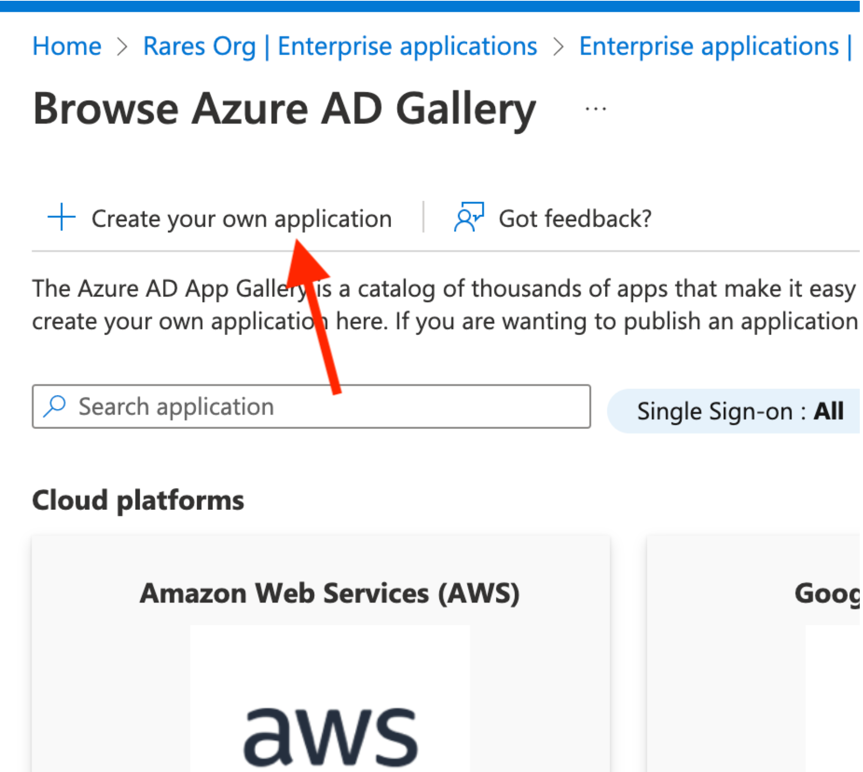 Home > Rares Org | Enterprise applications > Enterprise applications |
Browse Azure AD Gallery ...
Create your own application
Got feedback?
The Azure AD App Gallery is a catalog of thousands of apps that make it easy
create your own application here. If you are wanting to publish an application
Search application
Single Sign-on : All
Cloud platforms
Amazon Web Services (AWS)
Goog
aws